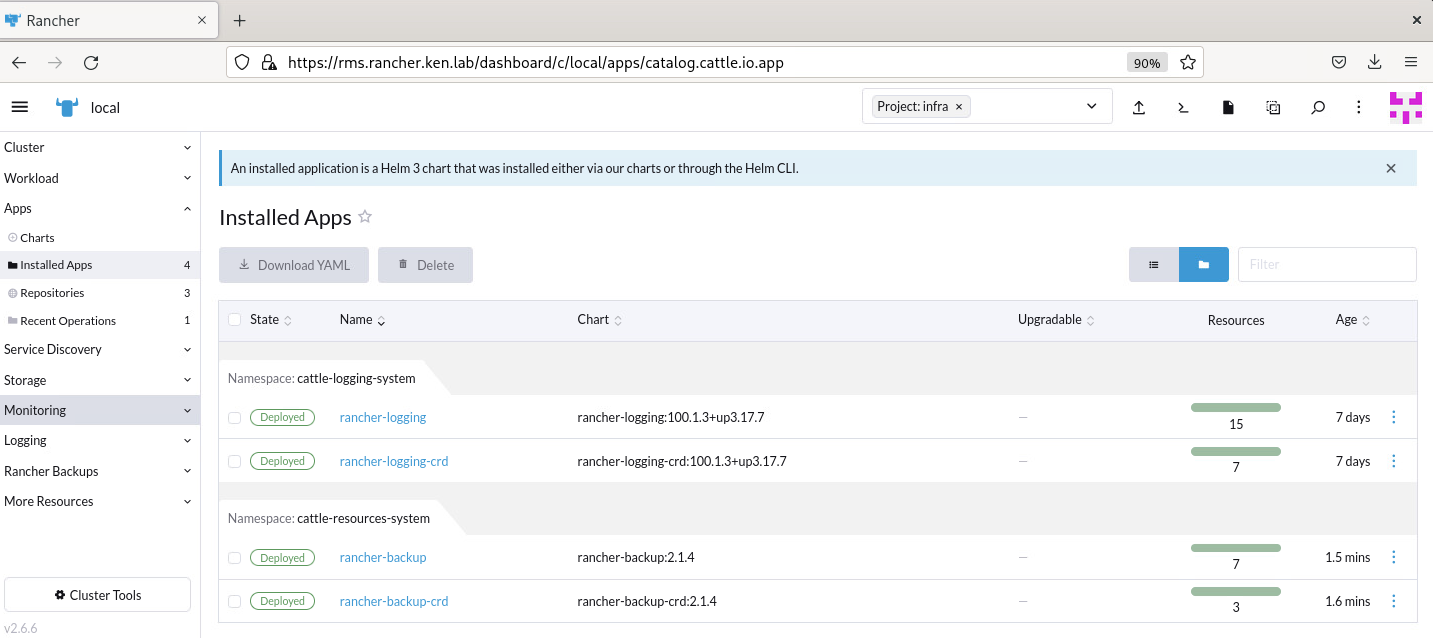 Rancher
https://rms.rancher.ken.lab/dashboard/c/local/apps/catalog.cattle.io.app
90%
local
Project: infra
Cluster
Workload
Apps
Charts
Installed Apps 4
Repositories 3
Recent Operations 1
Service Discovery
Storage
Monitoring
Logging
Rancher Backups
More Resources
Cluster Tools
v2.6.6
An installed application is a Helm 3 chart that was installed either via our charts or through the Helm CLI.
Installed Apps
Download YAML Delete Filter
State Name Chart Upgradable Resources Age
Namespace: cattle-logging-system
Deployed rancher-logging rancher-logging:100.1.3+up3.17.7 — 15 7 days
Deployed rancher-logging-crd rancher-logging-crd:100.1.3+up3.17.7 — 7 7 days
Namespace: cattle-resources-system
Deployed rancher-backup rancher-backup:2.1.4 — 7 1.5 mins
Deployed rancher-backup-crd rancher-backup-crd:2.1.4 — 3 1.6 mins